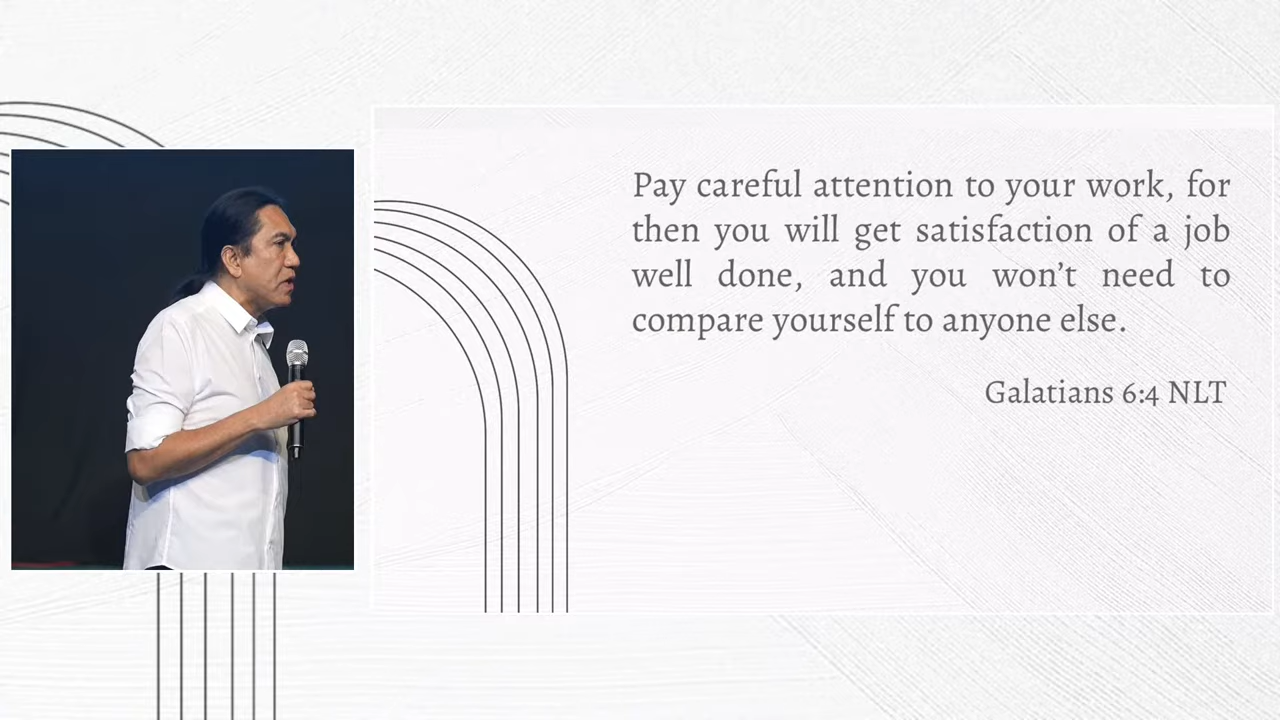 Pay careful attention to your work, for
then you will get satisfaction of a job
well done, and you won’t need to
compare yourself to anyone else.
Galatians 6:4 NLT